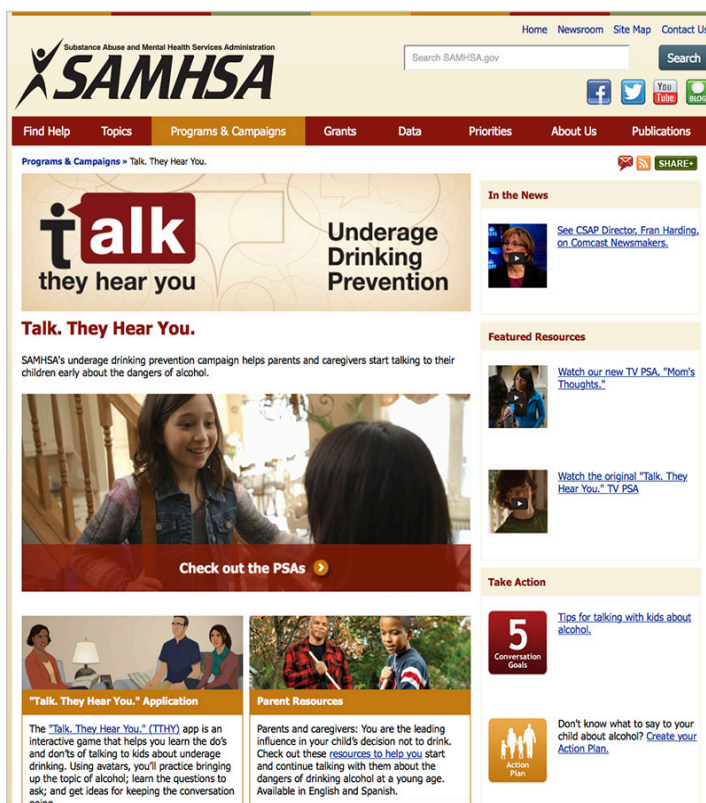 Home Newsroom Site Map Contact Us
Substance Abuse and Mental Health Services Administration
SAMHSA
Search SAMHSA.gov
Search
You Tube
BLOG
Find Help Topics Programs & Campaigns Grants Data Priorities About Us Publications
Programs & Campaigns » Talk. They Hear You.
SHARE+
talk
they hear you
Underage
Drinking
Prevention
Talk. They Hear You.
SAMHSA's underage drinking prevention campaign helps parents and caregivers start talking to their
children early about the dangers of alcohol.
Check out the PSAs
"Talk. They Hear You." Application
The "Talk. They Hear You." (TTHY) app is an
interactive game that helps you learn the do's
and don'ts of talking to kids about underage
drinking. Using avatars, you'll practice bringing
up the topic of alcohol; learn the questions to
ask; and get ideas for keeping the conversation
going.
Parent Resources
Parents and caregivers: You are the leading
influence in your child's decision not to drink.
Check out these resources to help you start
and continue talking with them about the
dangers of drinking alcohol at a young age.
Available in English and Spanish.
In the News
See CSAP Director, Fran Harding,
on Comcast Newsmakers.
Featured Resources
Watch our new TV PSA, "Mom's
Thoughts."
Watch the original "Talk. They
Hear You." TV PSA
Take Action
5
Conversation
Goals
Tips for talking with kids about
alcohol.
Action
Plan
Don't know what to say to your
child about alcohol? Create your
Action Plan.